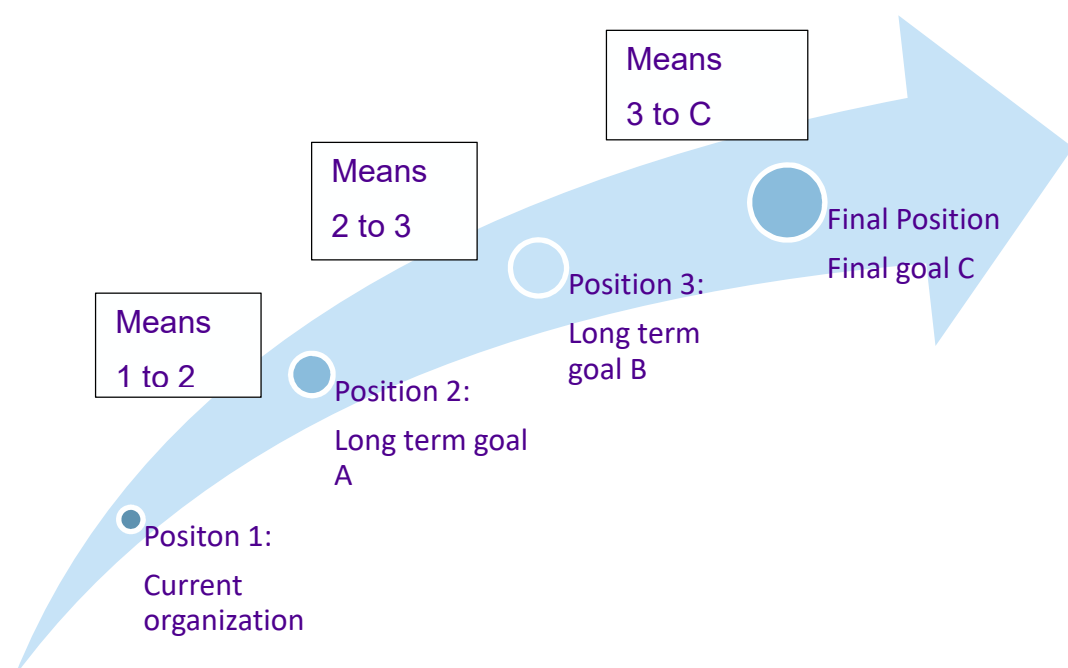 Means
3 to C
Means
2 to 3
Final Position
Final goal C
Position 3:
Long term
goal B
Means
1 to 2
Position 2:
Long term goal
A
Positon 1:
Current
organization